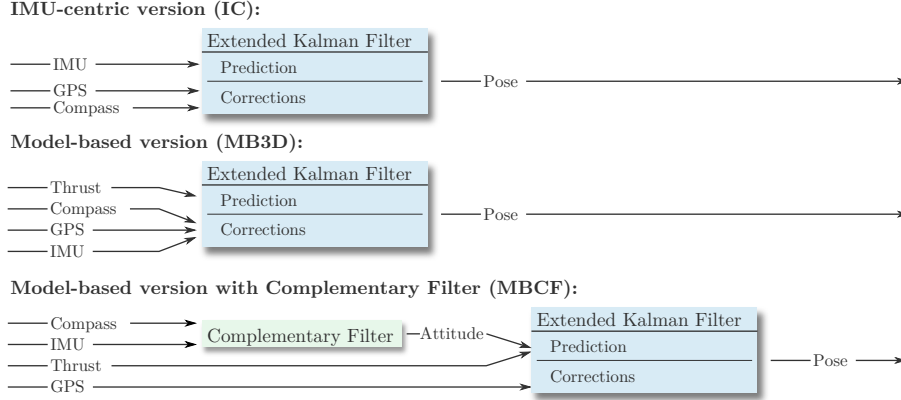 IMU-centric version (IC):
Extended Kalman Filter
IMU
Prediction
GPS
Compass
Corrections
Pose
Model-based version (MB3D):
Extended Kalman Filter
Thrust
Compass
GPS
IMU
Prediction
Corrections
Pose
Model-based version with Complementary Filter (MBCF):
Compass
IMU
Thrust
GPS
Complementary Filter
Attitude
Extended Kalman Filter
Prediction
Corrections
Pose